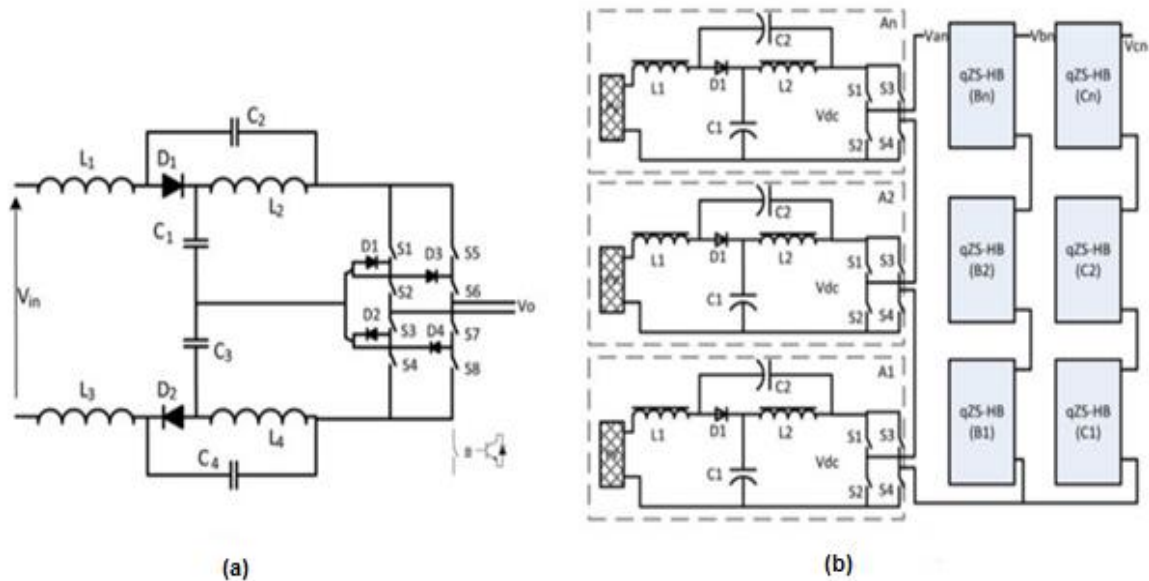 C2
L1
D1
L2
C1
Vin
D1
S1
D3
S5
S2
S6
Vo
D2
S3
S7
D4
S4
S8
C3
L3
D2
L4
C4
(a)
An
C2
L1
D1
L2
S1
S3
C1
Vdc
S2
S4
A2
C2
L1
D1
L2
S1
S3
C1
Vdc
S2
S4
A1
C2
L1
D1
L2
S1
S3
C1
Vdc
S2
S4
Van
qZS-HB
(Bn)
Vbn
qZS-HB
(Cn)
Vcn
qZS-HB
(B2)
qZS-HB
(C2)
qZS-HB
(B1)
qZS-HB
(C1)
(b)